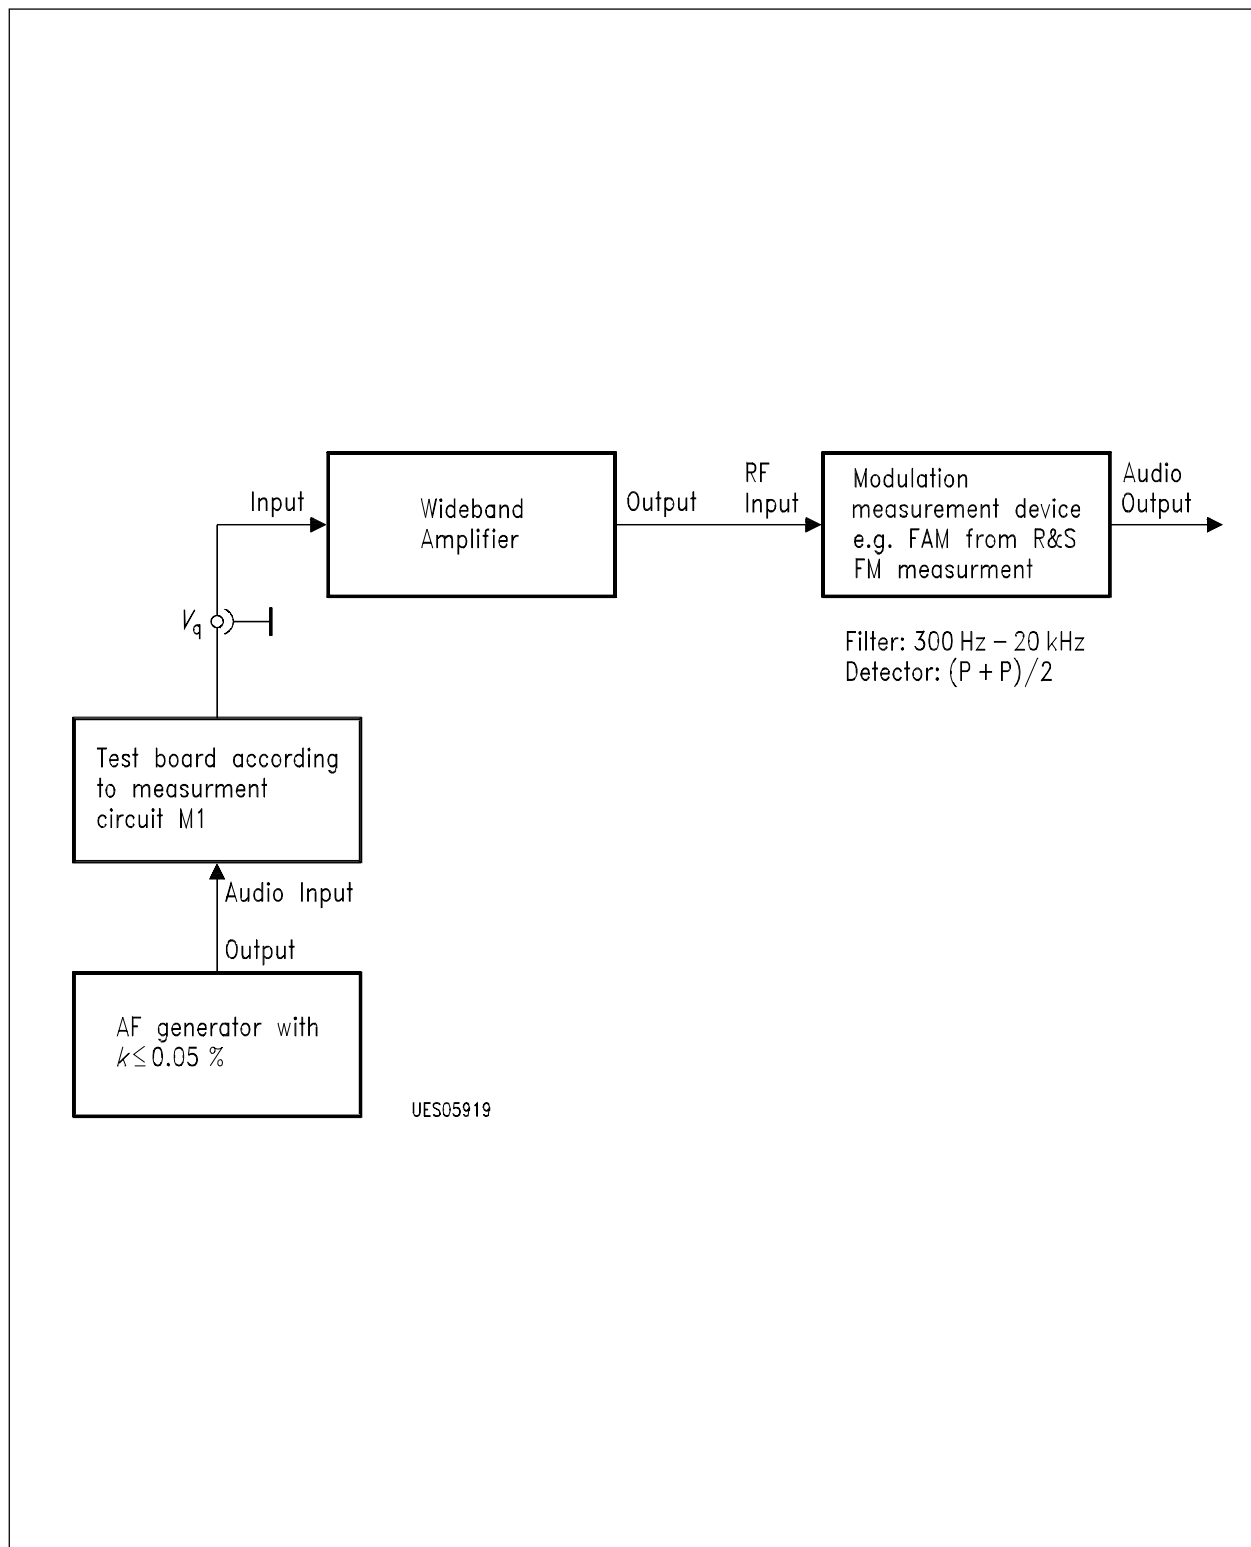 Input
Wideband
Amplifier
Output
RF
Input
Modulation
measurement device
e.g. FAM from R&S
FM measurment
Audio
Output
Vq
Filter: 300 Hz – 20 kHz
Detector: (P + P)/2
Test board according
to measurment
circuit M1
Audio Input
Output
AF generator with
k≤0.05 %
UES05919